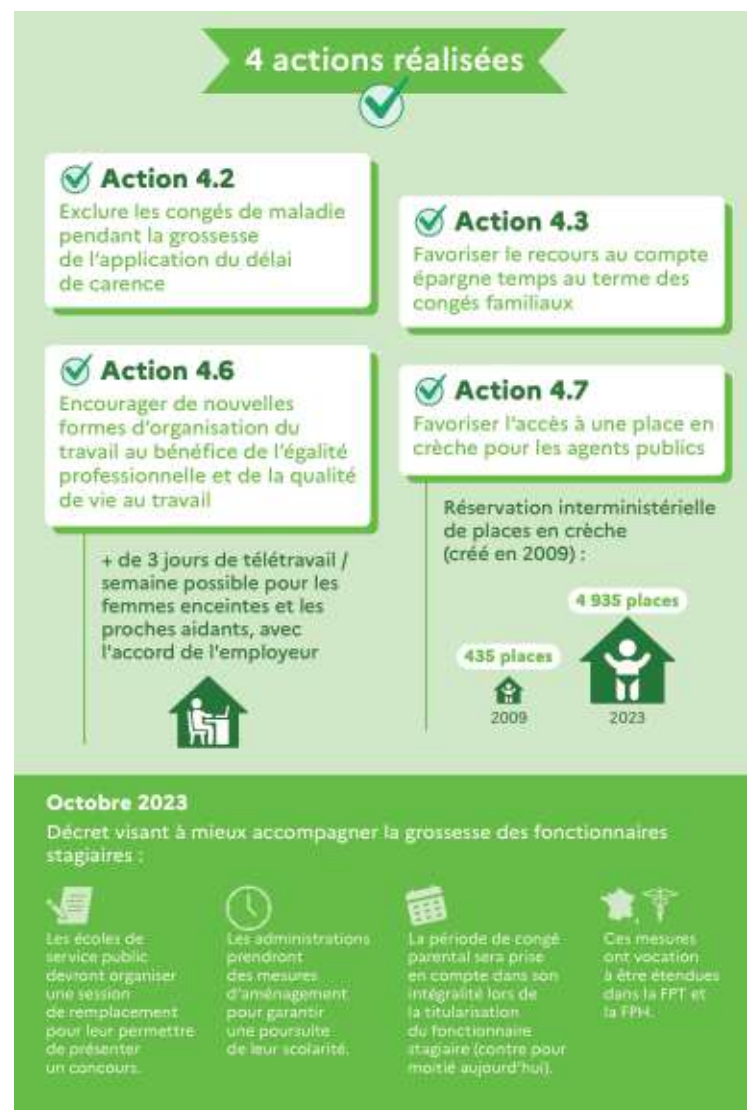 4 actions réalisées
Action 4.2
Exclure les congés de maladie
pendant la grossesse
de l'application du délai
de carence
Action 4.3
Favoriser le recours au compte
épargne temps au terme des
congés familiaux
Action 4.6
Encourager de nouvelles
formes d'organisation du
travail au bénéfice de l'égalité
professionnelle et de la qualité
de vie au travail
+ de 3 jours de télétravail /
semaine possible pour les
femmes enceintes et les
proches aidants, avec
l'accord de l'employeur
Action 4.7
Favoriser l'accès à une place en
crèche pour les agents publics
Réservation interministérielle
de places en crèche
(créé en 2009) :
4 935 places
435 places
2009
2023
Octobre 2023
Décret visant à mieux accompagner la grossesse des fonctionnaires
stagiaires :
Les écoles de
service public
devront organiser
une session
de remplacement
pour leur permettre
de présenter
un concours.
Les administrations
prendront
des mesures
d'aménagement
pour garantir
une poursuite
de leur scolarité.
La période de congé
parental sera prise
en compte dans son
intégralité lors de
la titularisation
du fonctionnaire
stagiaire (contre pour
moitié aujourd'hui).
Ces mesures
ont vocation
à être étendues
dans la FPT et
la FPH.